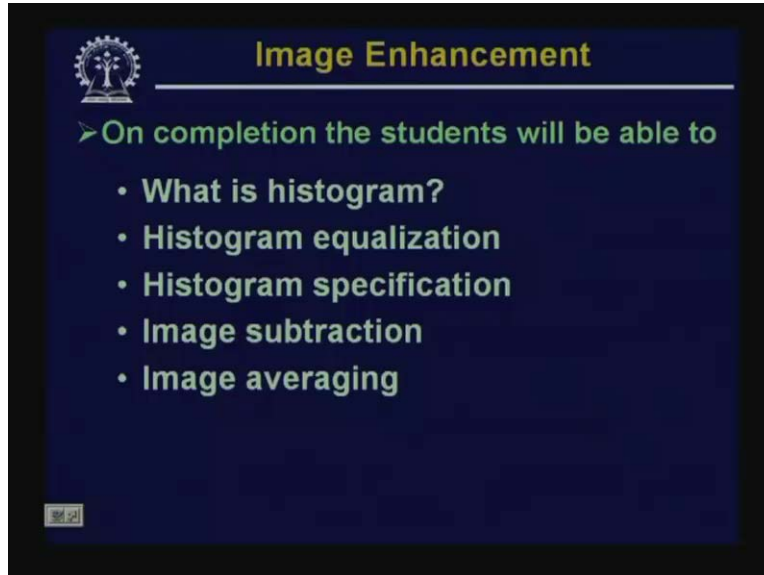 Image Enhancement
➢On completion the students will be able to
• What is histogram?
• Histogram equalization
• Histogram specification
• Image subtraction
• Image averaging